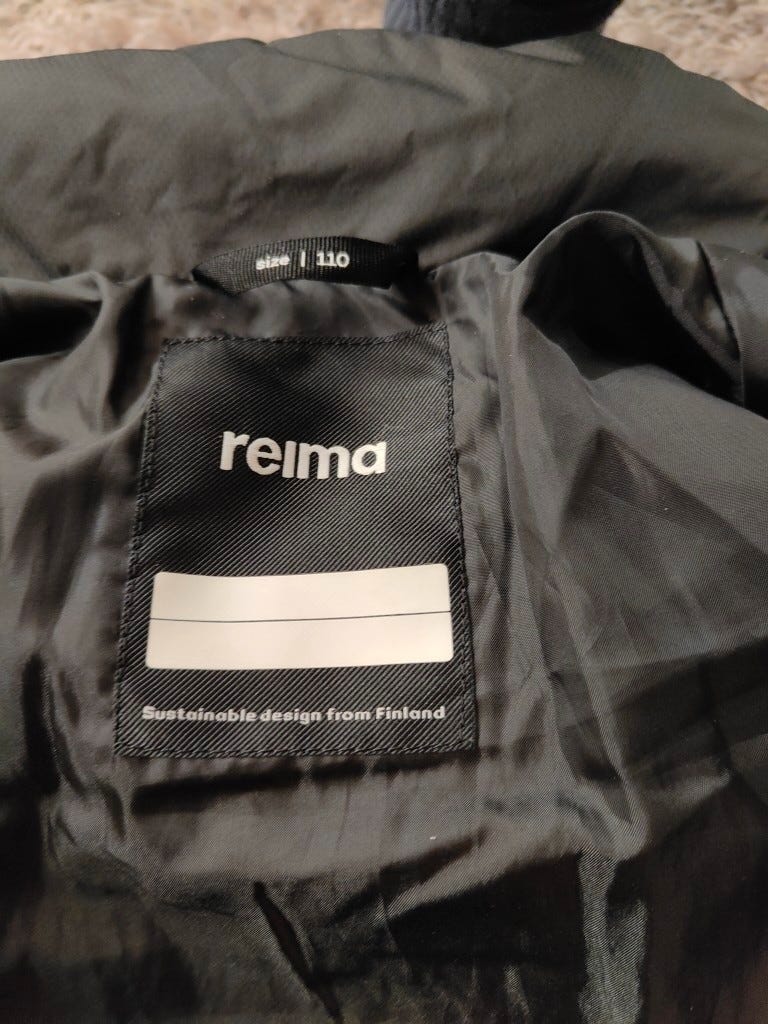 size | 110
reima
Sustainable design from Finland